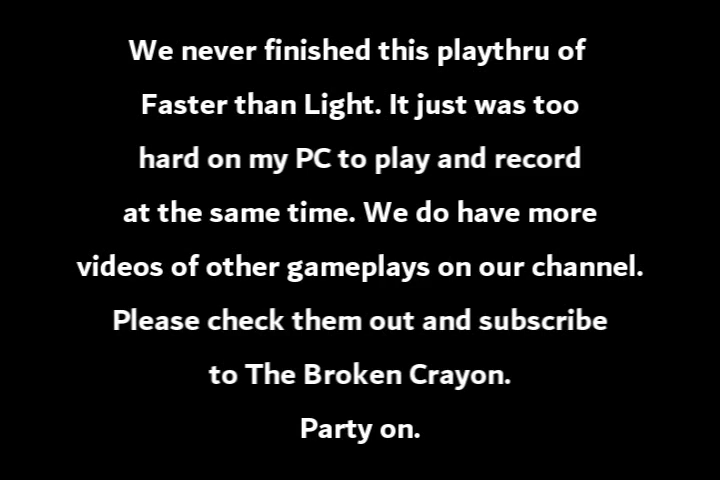 We never finished this playthru of
Faster than Light. It just was too
hard on my PC to play and record
at the same time. We do have more
videos of other gameplays on our channel.
Please check them out and subscribe
to The Broken Crayon.
Party on.